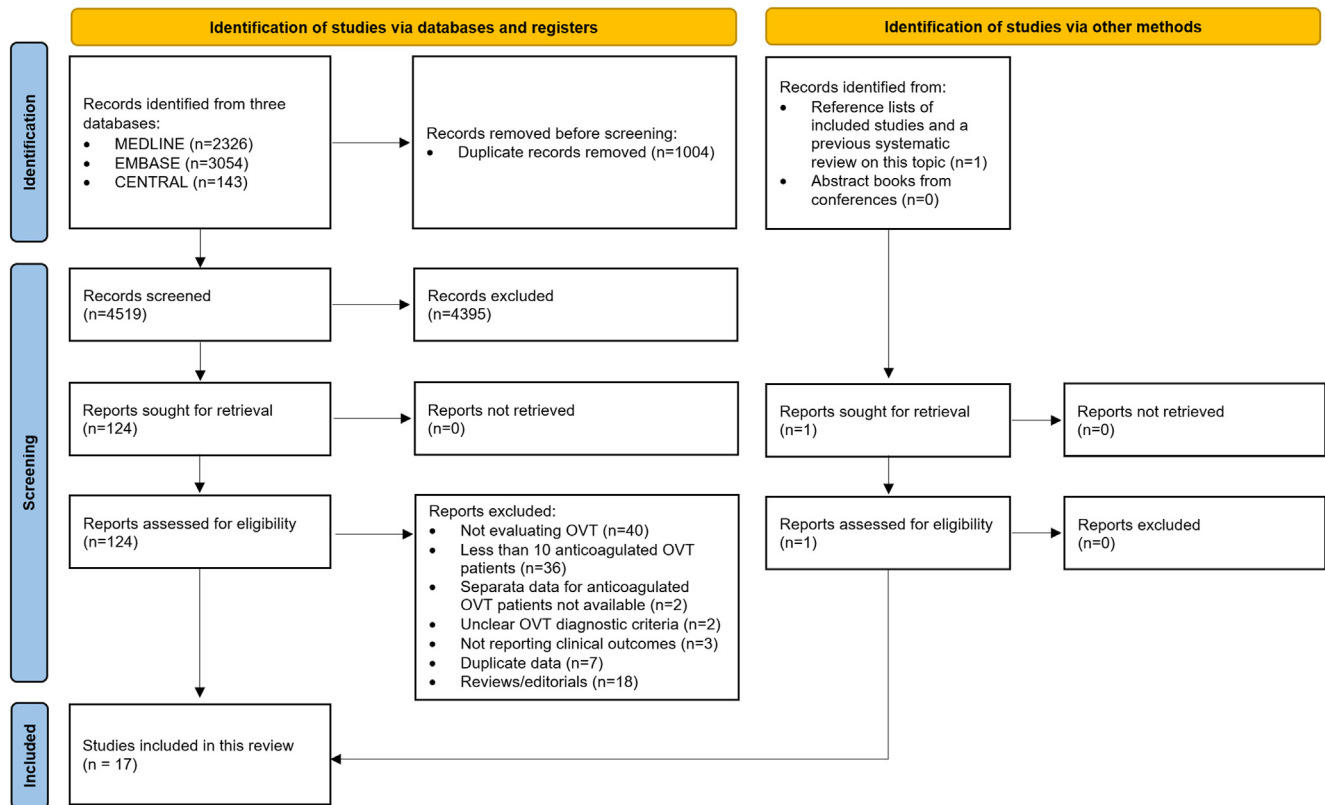 Identification of studies via databases and registers
Identification of studies via other methods
Identification
Records identified from three
databases:
• MEDLINE (n=2326)
• EMBASE (n=3054)
• CENTRAL (n=143)
Records removed before screening:
• Duplicate records removed (n=1004)
Records identified from:
• Reference lists of
included studies and a
previous systematic
review on this topic (n=1)
• Abstract books from
conferences (n=0)
Screening
Records screened
(n=4519)
Records excluded
(n=4395)
Reports sought for retrieval
(n=124)
Reports not retrieved
(n=0)
Reports sought for retrieval
(n=1)
Reports not retrieved
(n=0)
Reports assessed for eligibility
(n=124)
Reports excluded:
• Not evaluating OVT (n=40)
• Less than 10 anticoagulated OVT
patients (n=36)
• Separata data for anticoagulated
OVT patients not available (n=2)
• Unclear OVT diagnostic criteria (n=2)
• Not reporting clinical outcomes (n=3)
• Duplicate data (n=7)
• Reviews/editorials (n=18)
Reports assessed for eligibility
(n=1)
Reports excluded
(n=0)
Included
Studies included in this review
(n = 17)